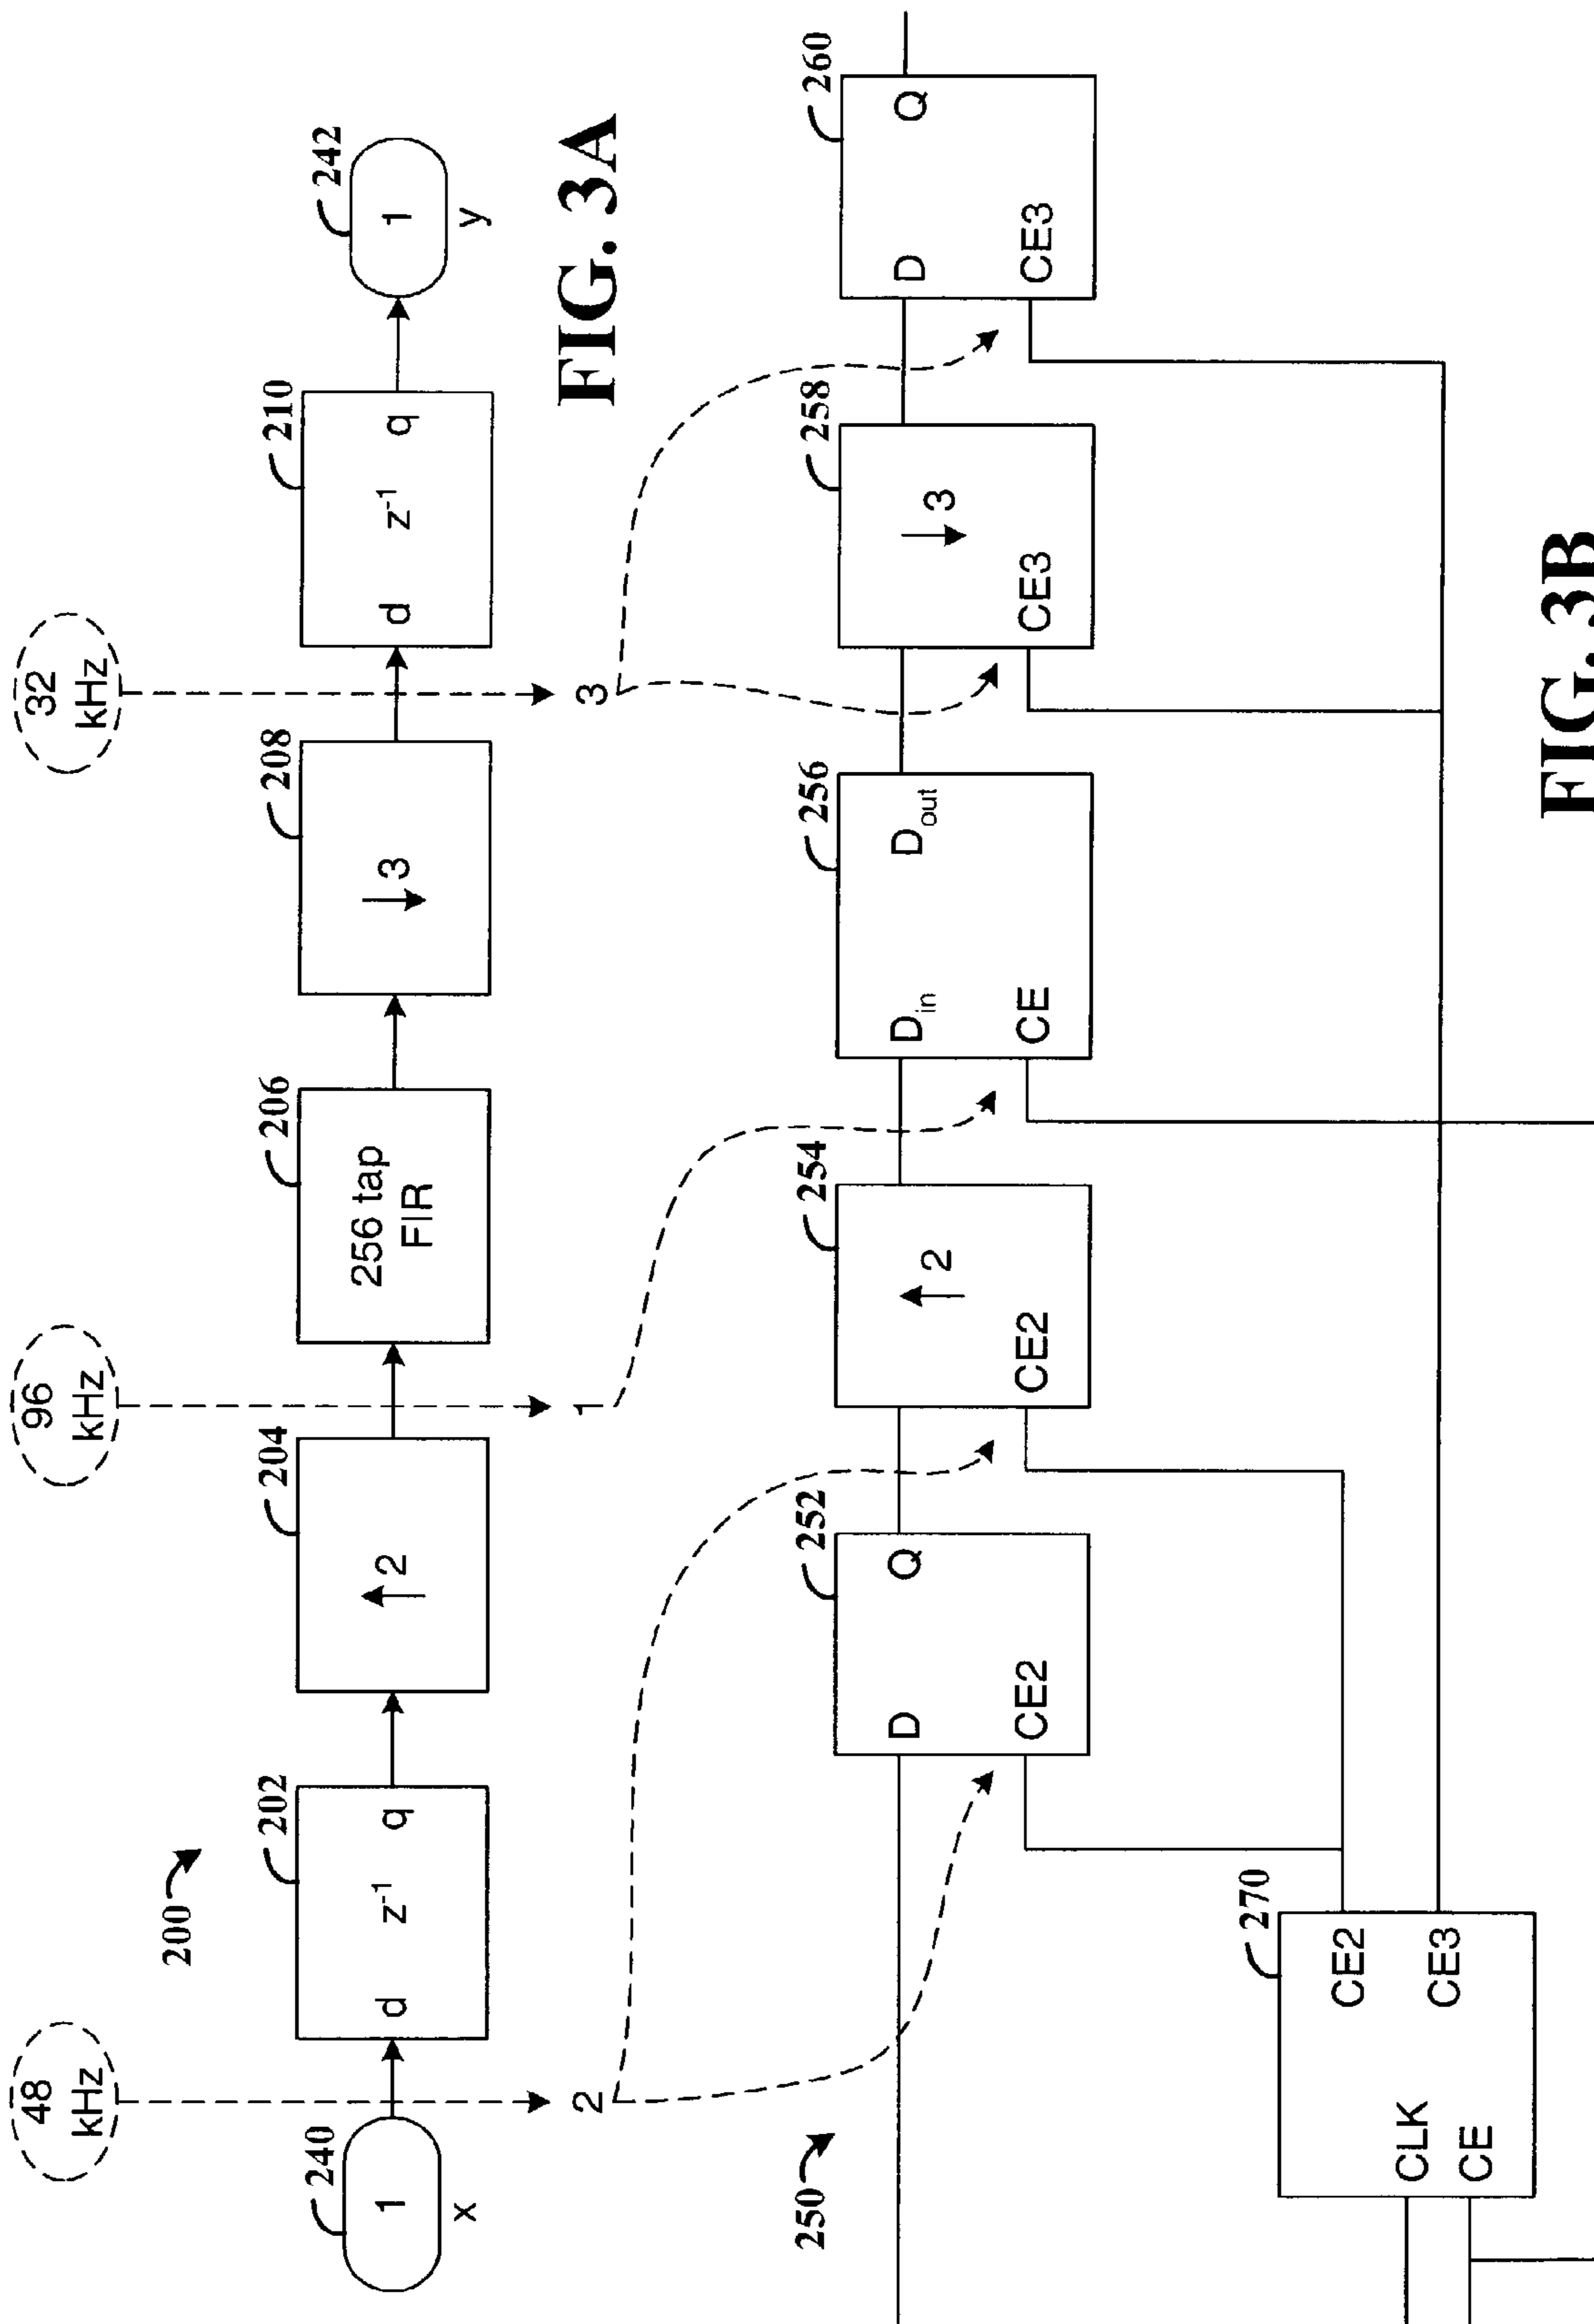 48
kHz
96
kHz
32
kHz
200
240
1
x
202
d z⁻¹ q
204
↑2
206
256 tap
FIR
208
↓3
210
d z⁻¹ q
242
1
y
2
1
3
FIG. 3A
250
252
D Q
CE2
254
↑2
CE2
256
Din Dout
CE
258
↓3
CE3
260
D Q
CE3
270
CE2
CLK
CE3
CE
FIG. 3B